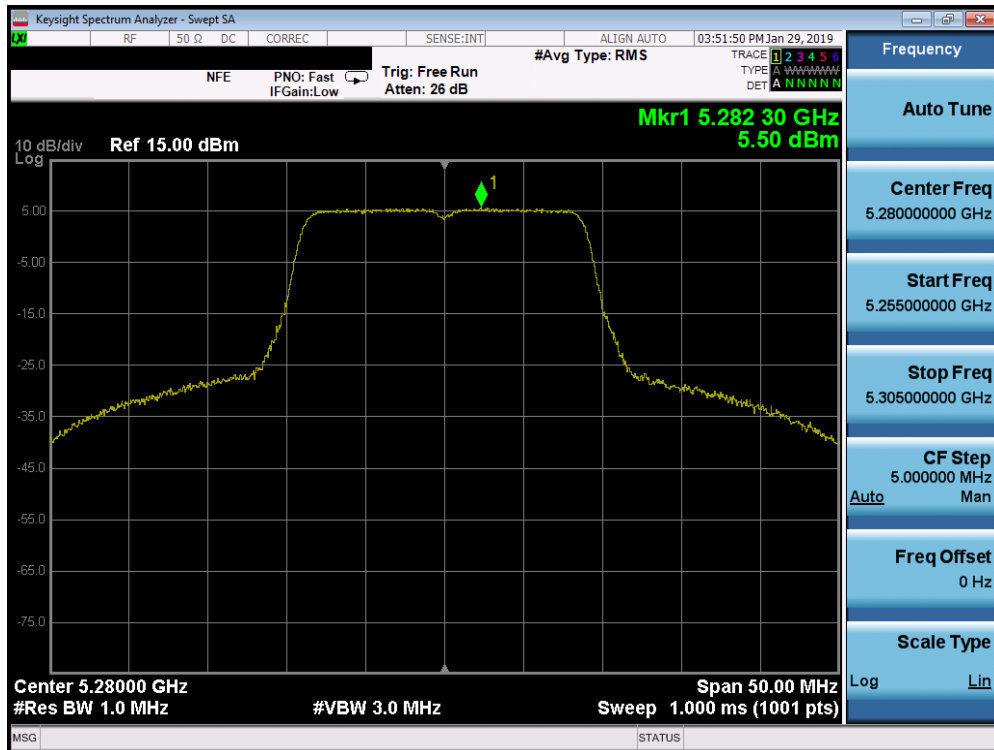 Keysight Spectrum Analyzer - Swept SA
LXI RF 50 Ω DC CORREC SENSE:INT ALIGN AUTO 03:51:50 PM Jan 29, 2019
NFE PNO: Fast IFGain:Low Trig: Free Run Atten: 26 dB #Avg Type: RMS
TRACE 1 2 3 4 5 6
TYPE A WWWWW
DET A N N N N N
Mkr1 5.282 30 GHz
5.50 dBm
10 dB/div Ref 15.00 dBm
Log
1
5.00
-5.00
-15.0
-25.0
-35.0
-45.0
-55.0
-65.0
-75.0
Center 5.28000 GHz Span 50.00 MHz
#Res BW 1.0 MHz #VBW 3.0 MHz Sweep 1.000 ms (1001 pts)
MSG STATUS
Frequency
Auto Tune
Center Freq
5.280000000 GHz
Start Freq
5.255000000 GHz
Stop Freq
5.305000000 GHz
CF Step
5.000000 MHz
Auto Man
Freq Offset
0 Hz
Scale Type
Log Lin